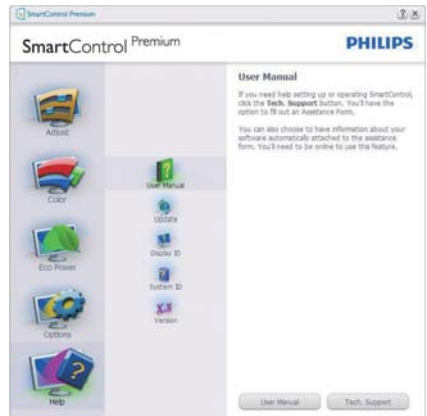 SmartControl Premium
SmartControl Premium
PHILIPS
Adjust
Color
Eco Power
Options
Help
User Manual
Update
Display ID
System ID
Version
User Manual
If you need help setting up or operating SmartControl,
click the Tech. Support button. You'll have the
option to fill out an Assistance Form.
You can also choose to have information about your
software automatically attached to the assistance
form. You'll need to be online to use this feature.
User Manual
Tech. Support